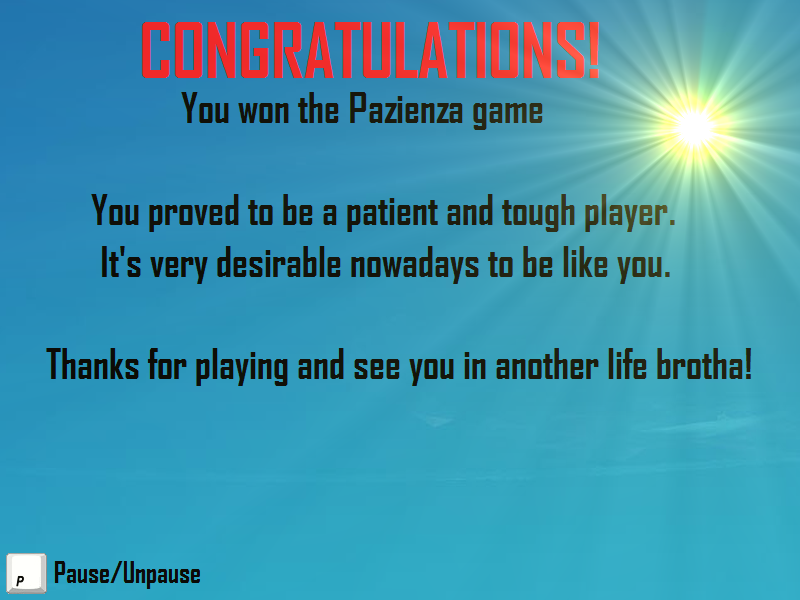 CONGRATULATIONS!
You won the Pazienza game
You proved to be a patient and tough player.
It's very desirable nowadays to be like you.
Thanks for playing and see you in another life brotha!
P Pause/Unpause